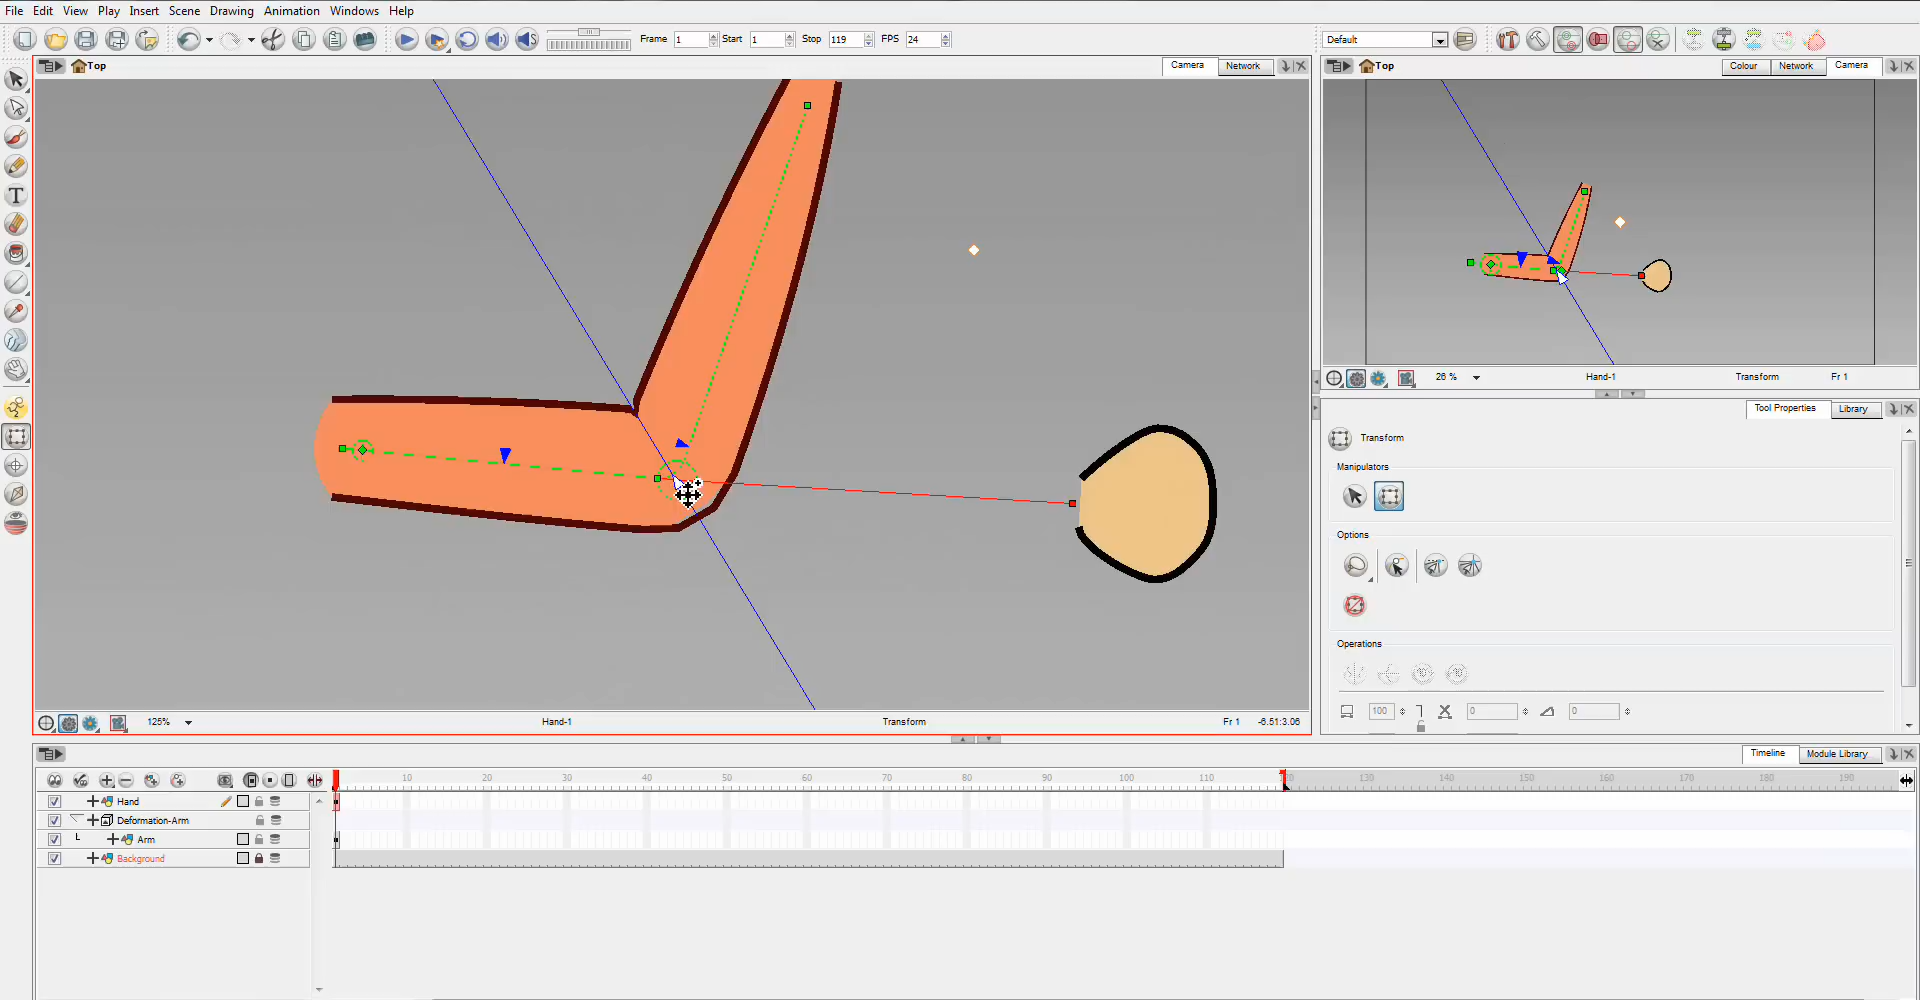 File Edit View Play Insert Scene Drawing Animation Windows Help
Frame 1 Start 1 Stop 119 FPS 24
Default
Top Camera Network
Top Colour Network Camera
T
2
26 % Hand-1 Transform Fr 1
Tool Properties Library
Transform
Manipulators
Options
Operations
100 0 0
125% Hand-1 Transform Fr 1 -6.51:3.06
Timeline Module Library
10 20 30 40 50 60 70 80 90 100 110 130 140 150 160 170 180 190
Hand
Deformation-Arm
Arm
Background